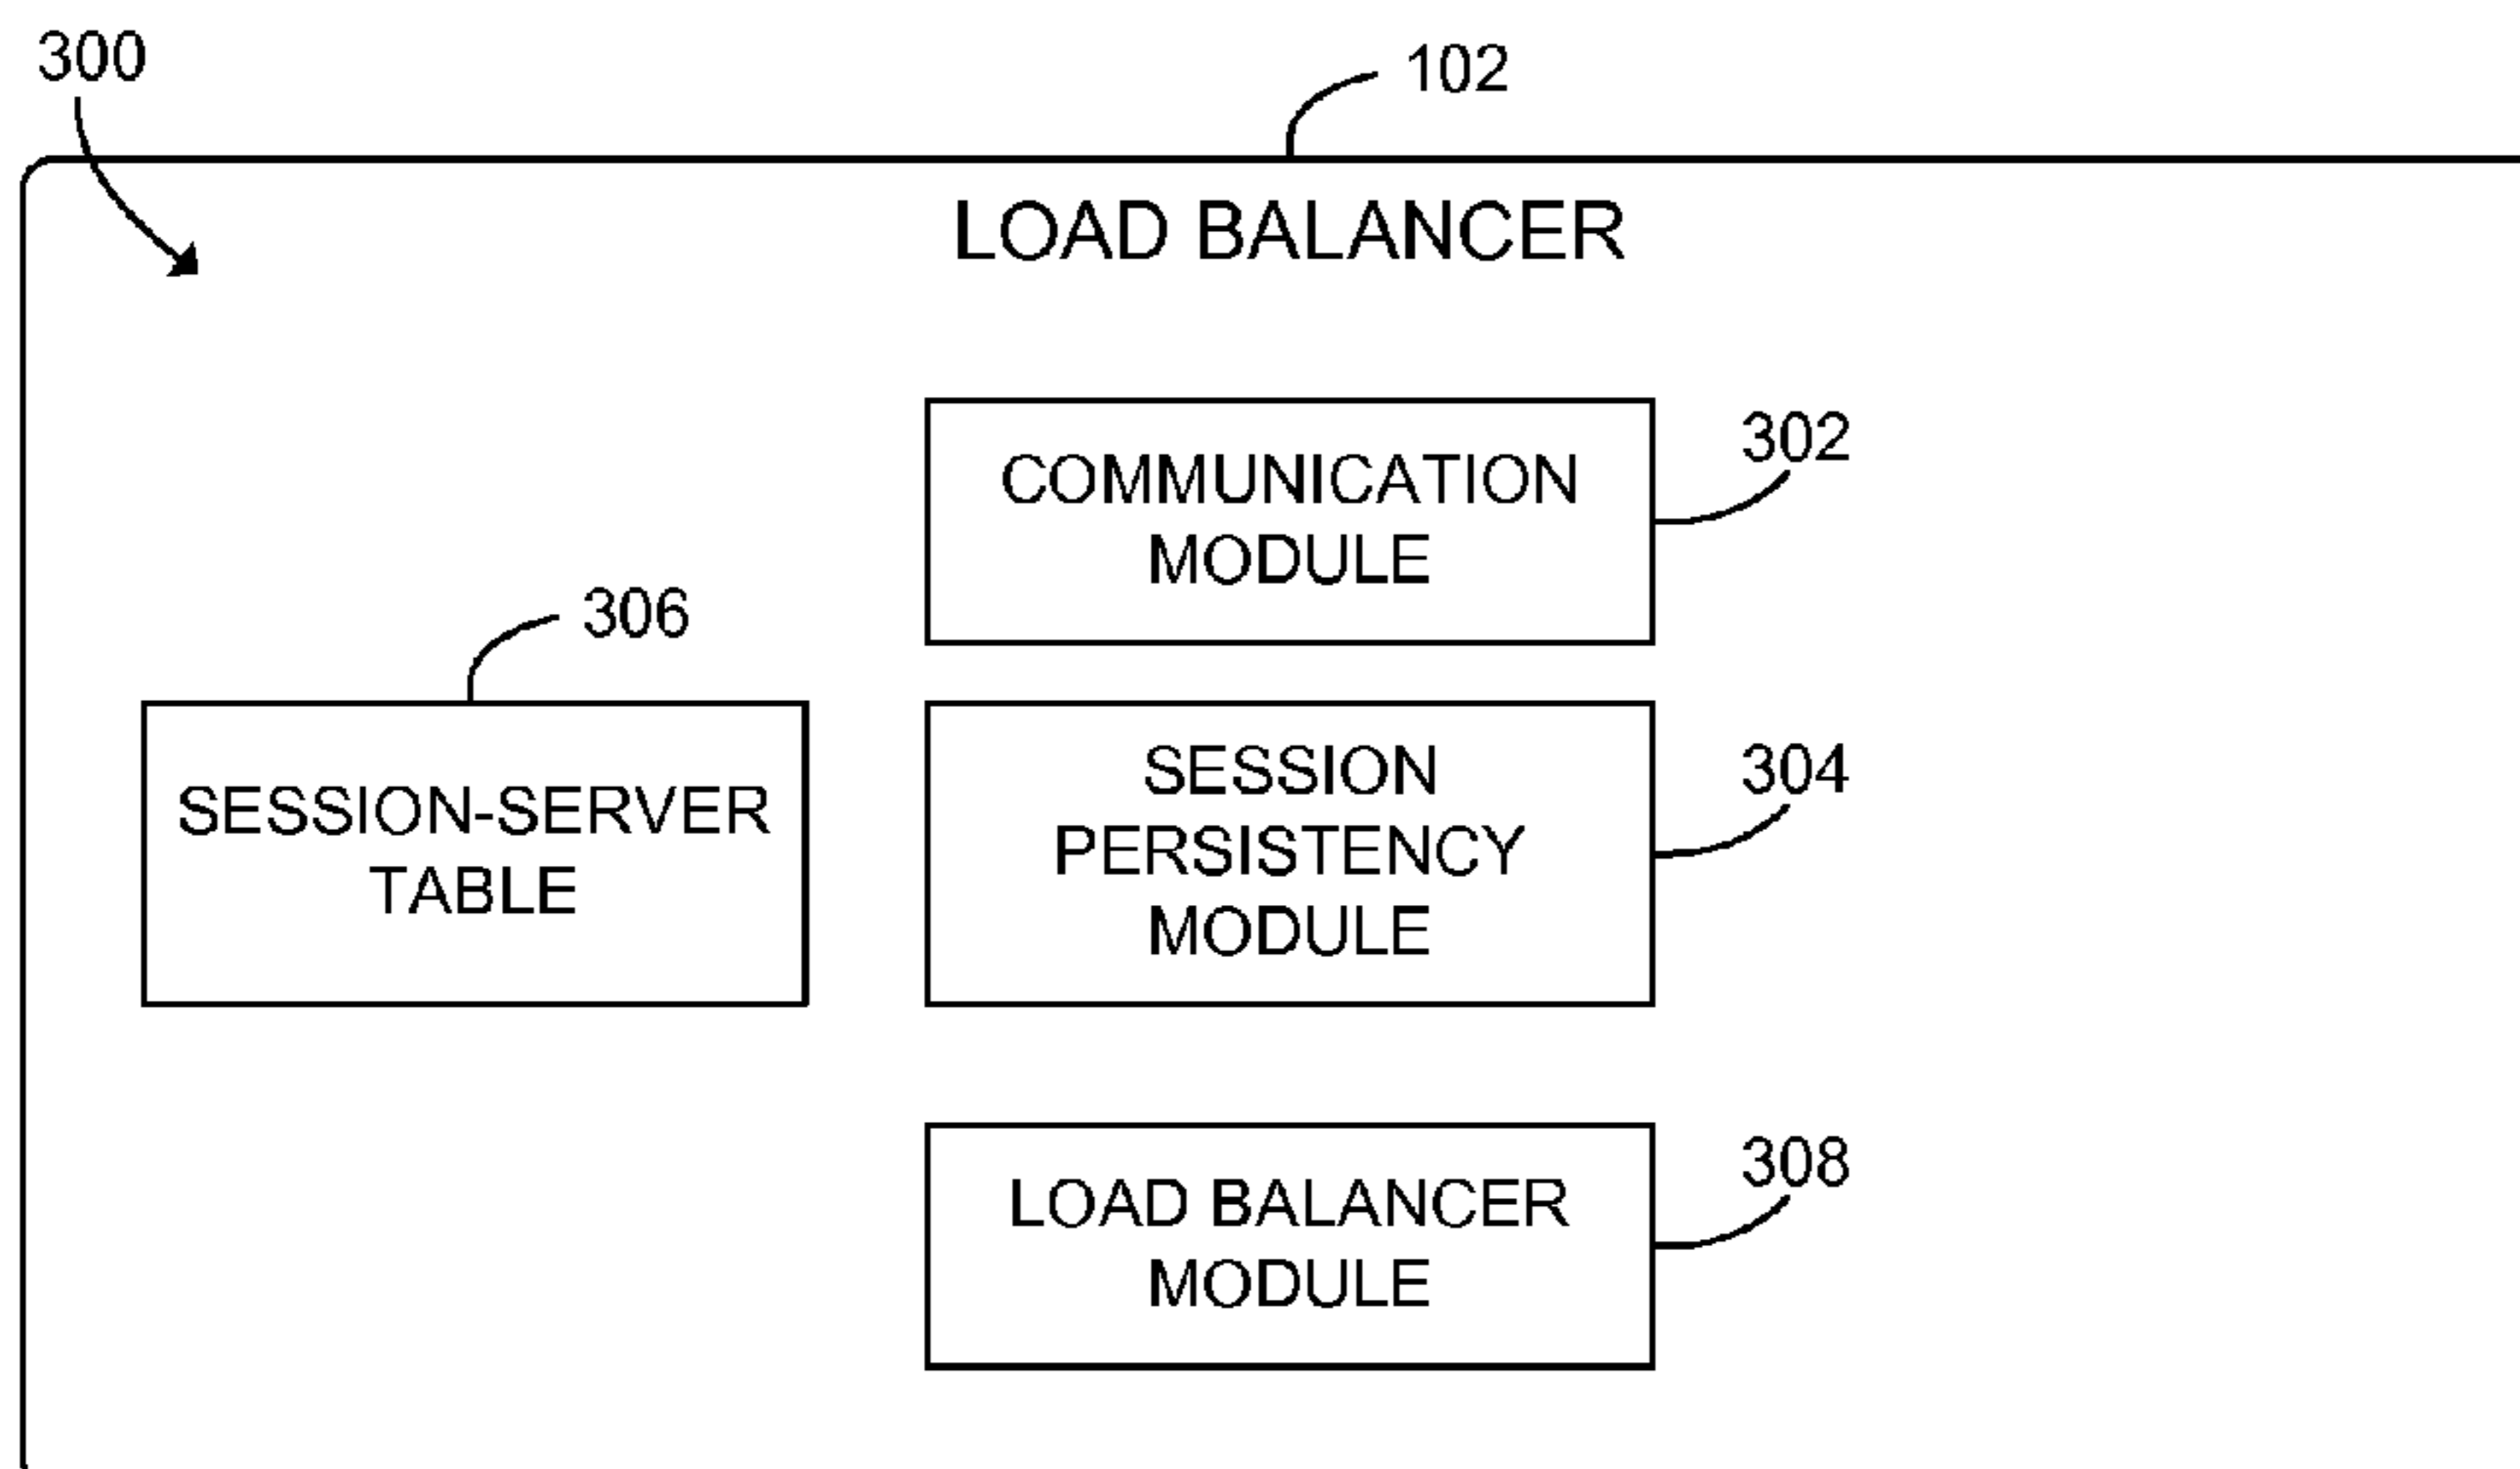 300
102
LOAD BALANCER
COMMUNICATION
MODULE
302
306
SESSION-SERVER
TABLE
SESSION
PERSISTENCY
MODULE
304
LOAD BALANCER
MODULE
308